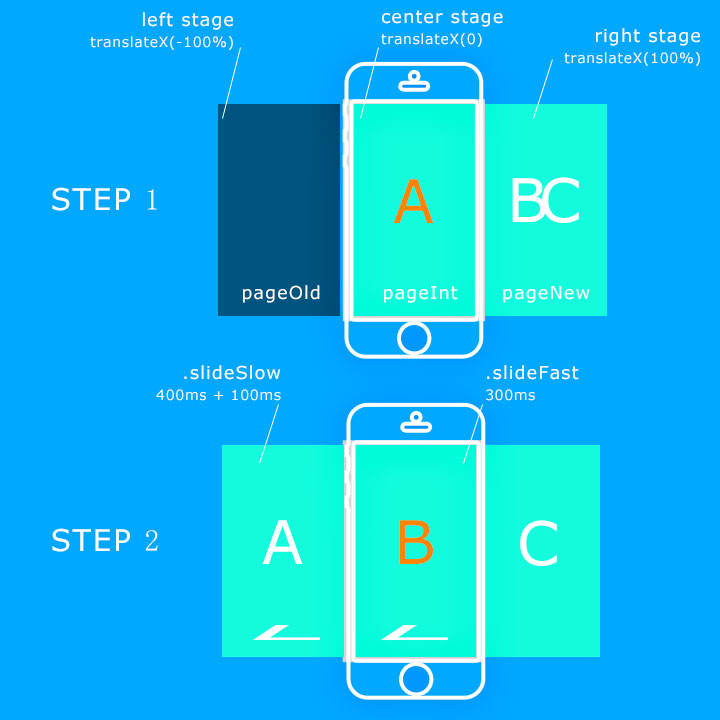 left stage
translateX(-100%)
center stage
translateX(0)
right stage
translateX(100%)
STEP 1
A
BC
pageOld
pageInt
pageNew
.slideSlow
400ms + 100ms
.slideFast
300ms
STEP 2
A
B
C